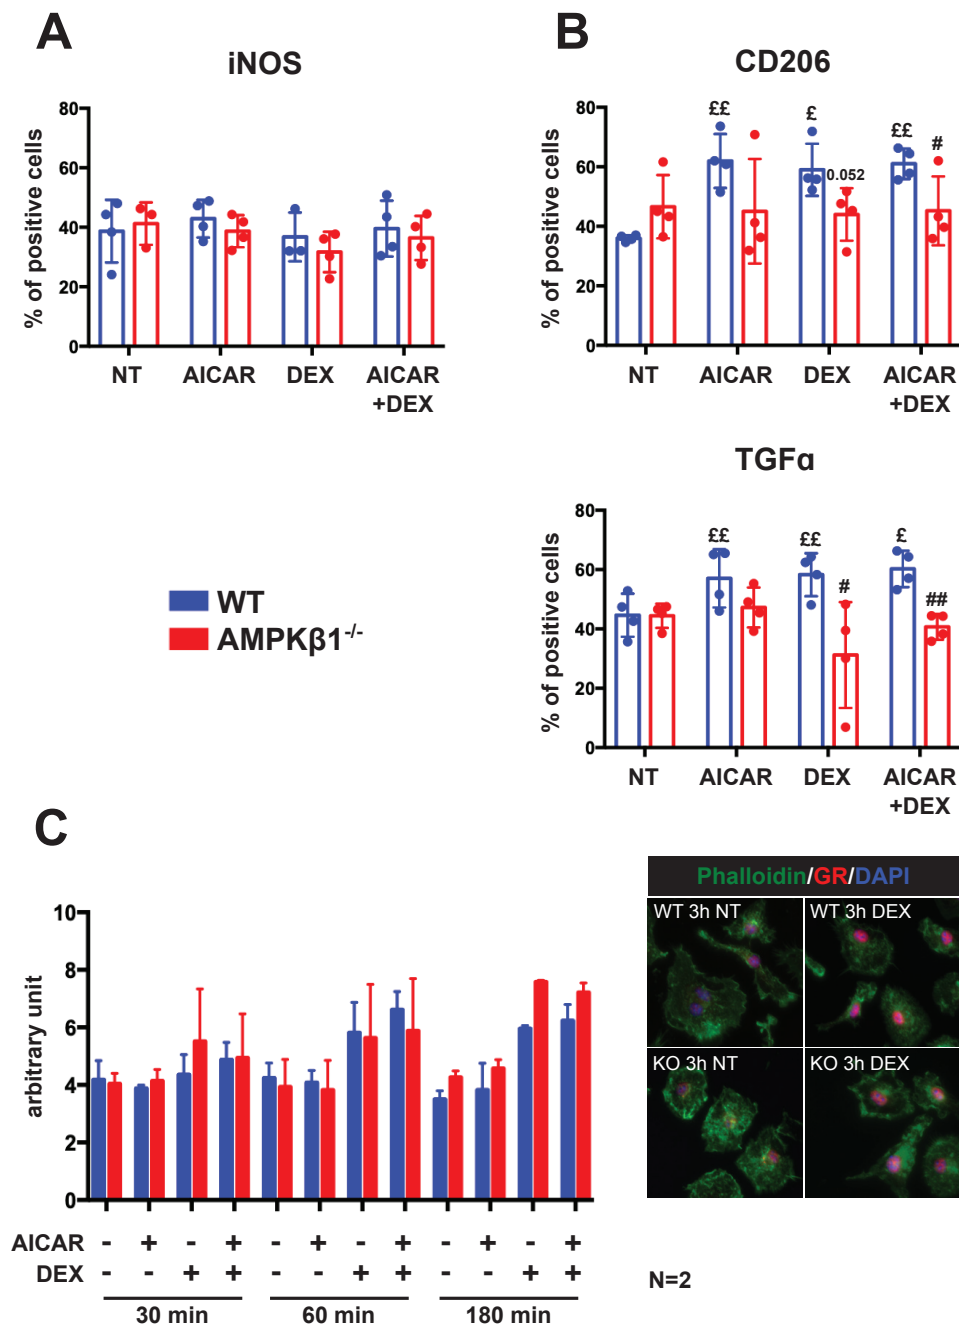 A
iNOS
% of positive cells
80
60
40
20
0
NT
AICAR
DEX
AICAR
+DEX
B
CD206
% of positive cells
80
60
40
20
0
££
£
0.052
££
#
NT
AICAR
DEX
AICAR
+DEX
TGFα
% of positive cells
80
60
40
20
0
££
££
#
£
##
NT
AICAR
DEX
AICAR
+DEX
WT
AMPKβ1-/-
C
arbitrary unit
10
8
6
4
2
0
AICAR - + - + - + - + - + - +
DEX - - + + - - + + - - + +
30 min 60 min 180 min
Phalloidin/GR/DAPI
WT 3h NT
WT 3h DEX
KO 3h NT
KO 3h DEX
N=2